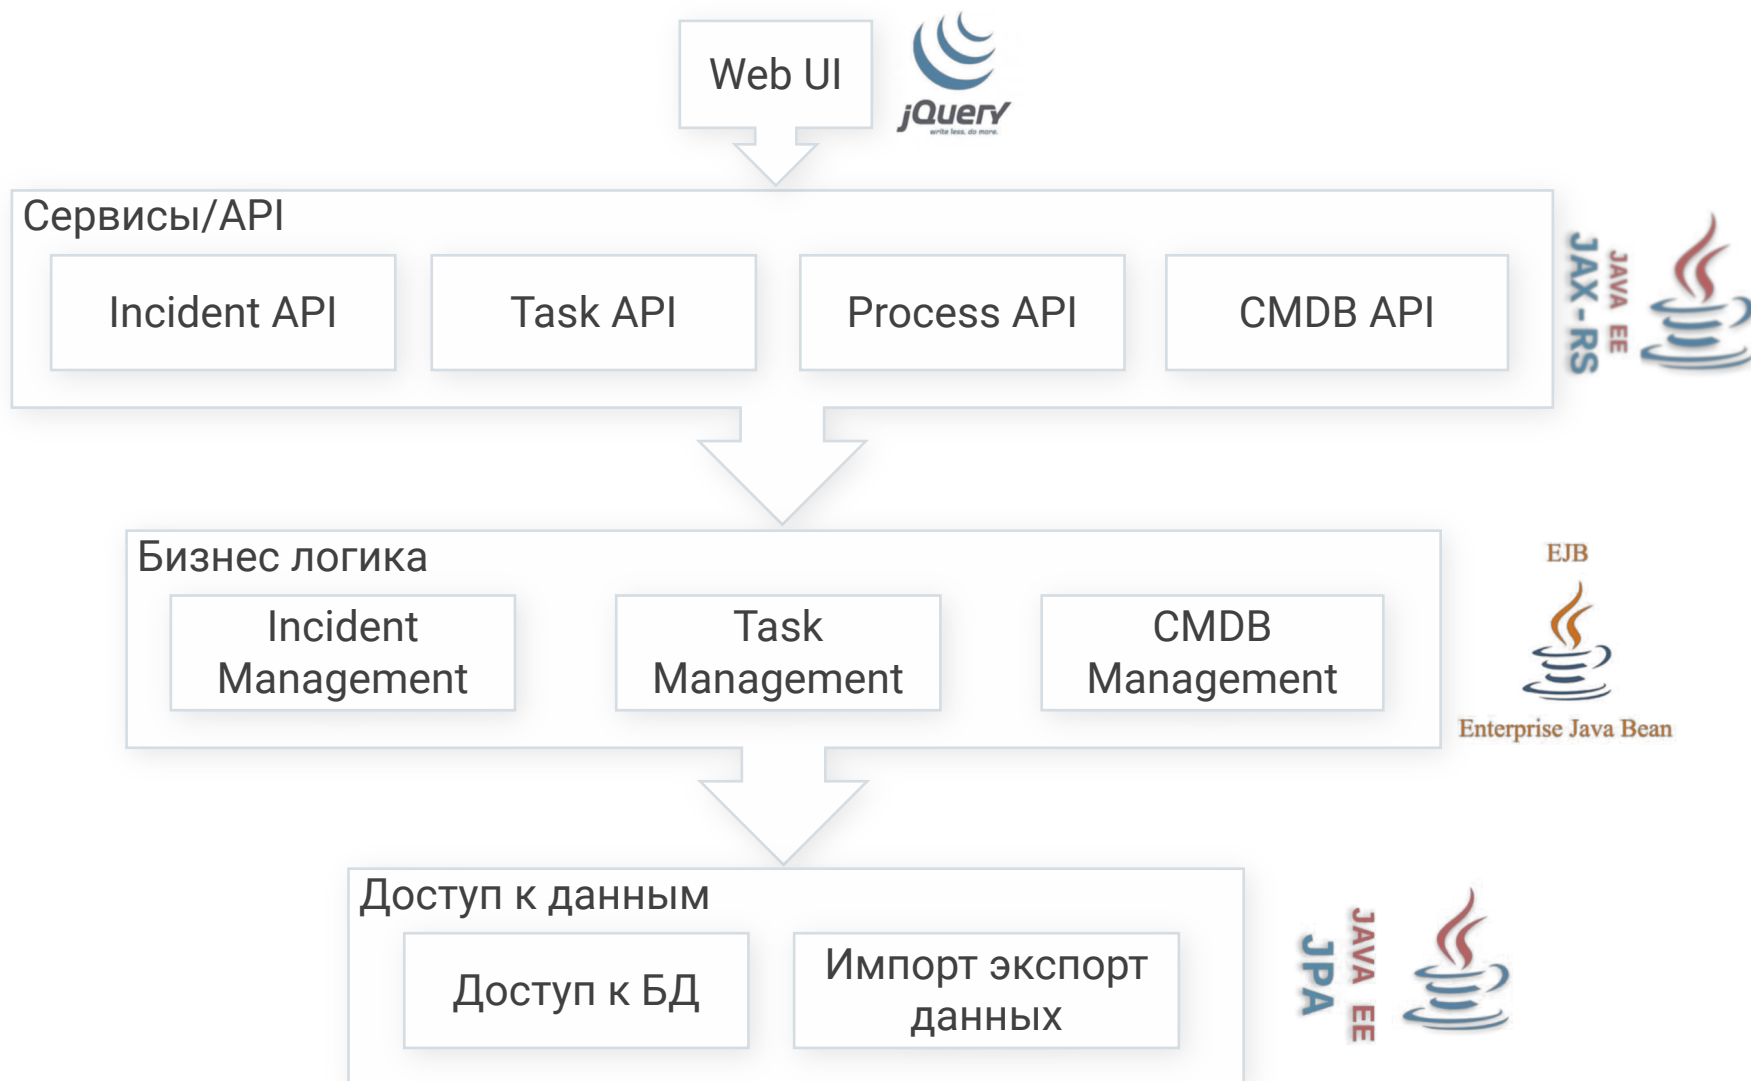 Web UI
jQuery
write less, do more.
Сервисы/API
Incident API
Task API
Process API
CMDB API
JAVA EE
JAX-RS
Бизнес логика
Incident
Management
Task
Management
CMDB
Management
EJB
Enterprise Java Bean
Доступ к данным
Доступ к БД
Импорт экспорт
данных
JAVA EE
JPA